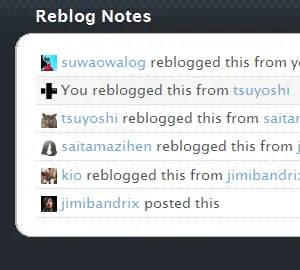 Reblog Notes
suwaowalog reblogged this from y
You reblogged this from tsuyoshi
tsuyoshi reblogged this from saitar
saitamazihen reblogged this from j
kio reblogged this from jimibandrix
jimibandrix posted this